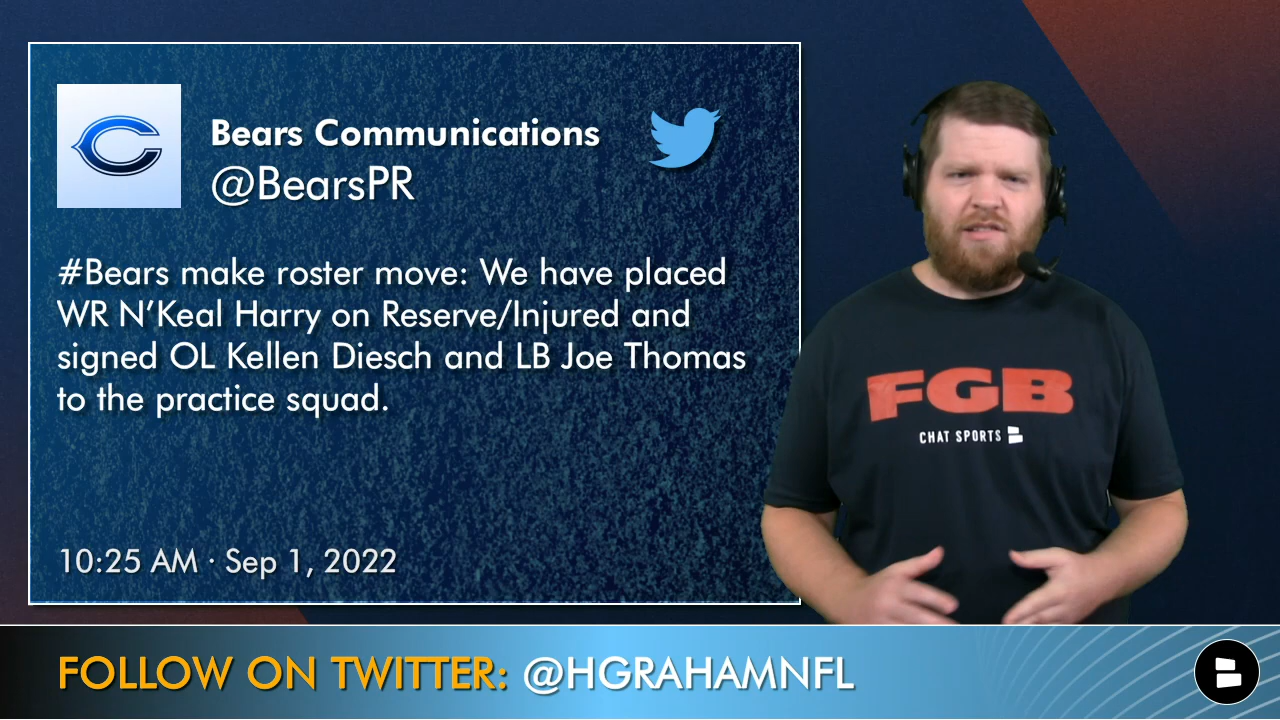 Bears Communications
@BearsPR
#Bears make roster move: We have placed
WR N’Keal Harry on Reserve/Injured and
signed OL Kellen Diesch and LB Joe Thomas
to the practice squad.
10:25 AM · Sep 1, 2022
FGB
CHAT SPORTS
FOLLOW ON TWITTER: @HGRAHAMNFL